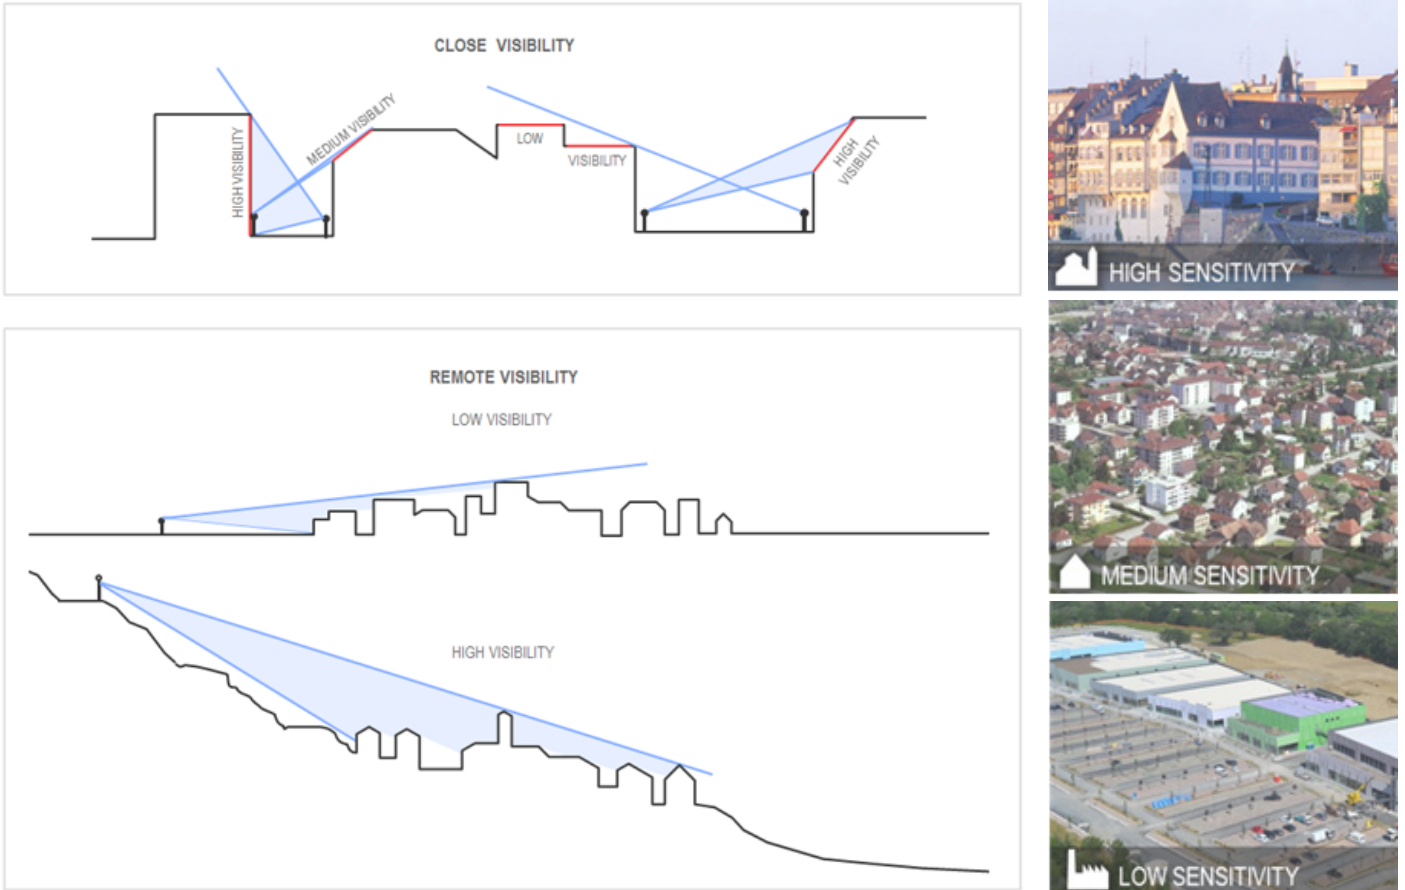 CLOSE VISIBILITY
HIGH VISIBILITY
MEDIUM VISIBILITY
LOW
VISIBILITY
HIGH
VISIBILITY
REMOTE VISIBILITY
LOW VISIBILITY
HIGH VISIBILITY
HIGH SENSITIVITY
MEDIUM SENSITIVITY
LOW SENSITIVITY